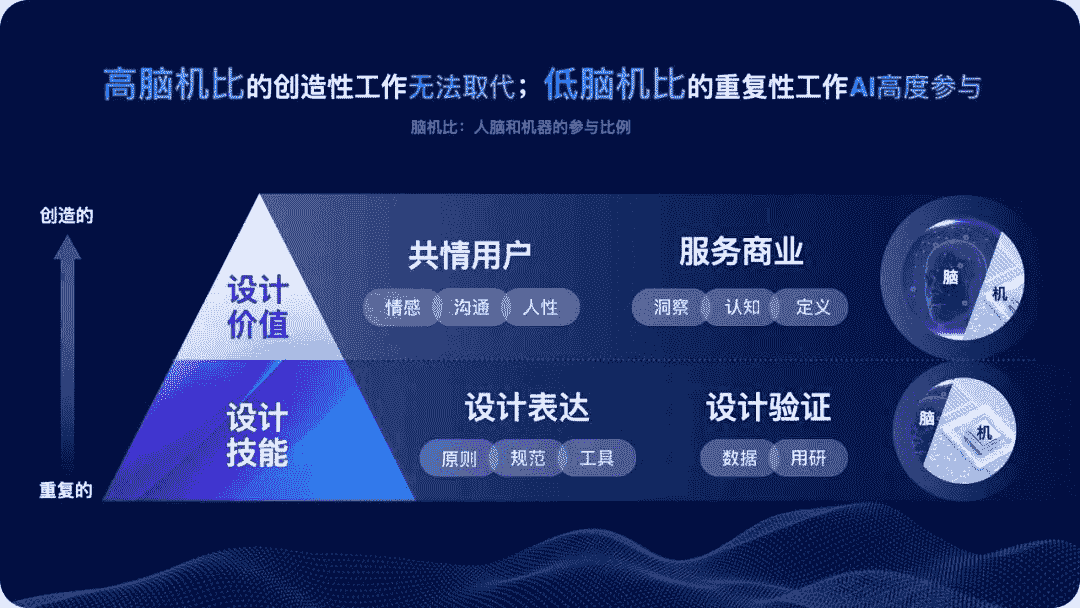 高脑机比的创造性工作无法取代；低脑机比的重复性工作AI高度参与
脑机比：人脑和机器的参与比例
创造的
重复的
设计
价值
共情用户
情感 沟通 人性
服务商业
洞察 认知 定义
脑 机
设计
技能
设计表达
原则 规范 工具
设计验证
数据 用研
脑 机